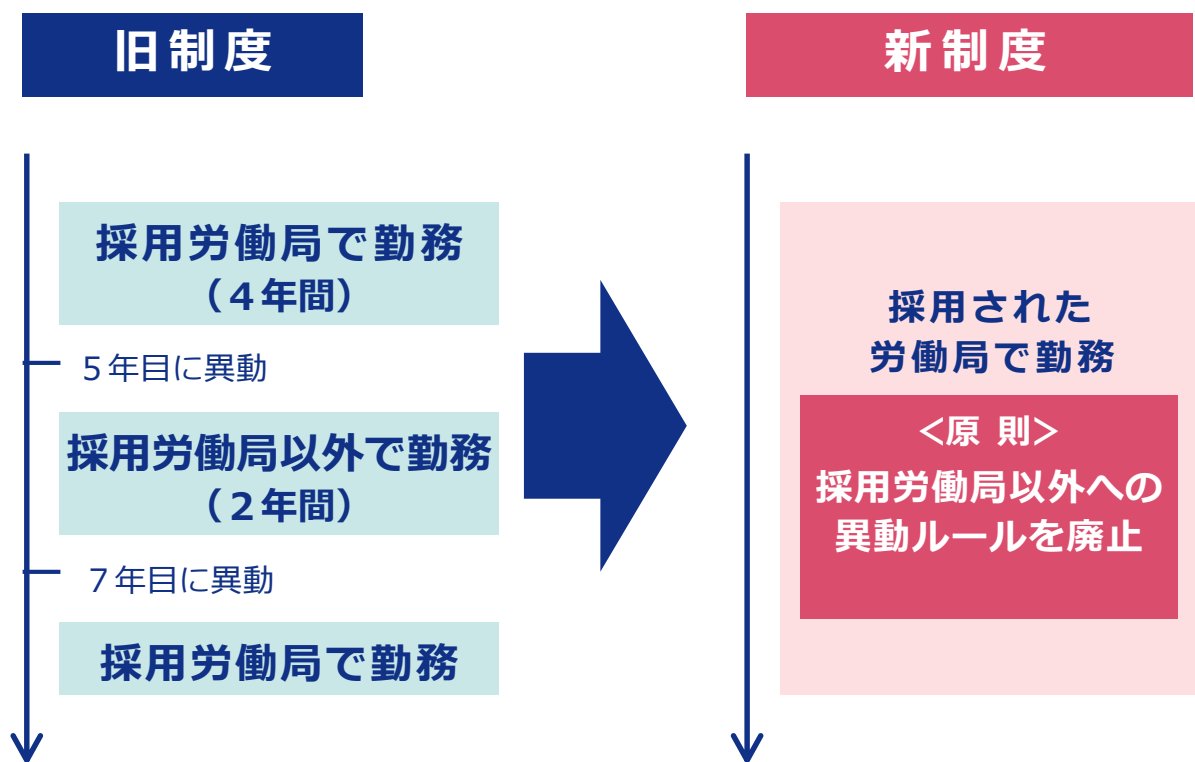 旧制度
採用労働局で勤務
（４年間）
５年目に異動
採用労働局以外で勤務
（２年間）
７年目に異動
採用労働局で勤務
新制度
採用された
労働局で勤務
<原 則>
採用労働局以外への
異動ルールを廃止